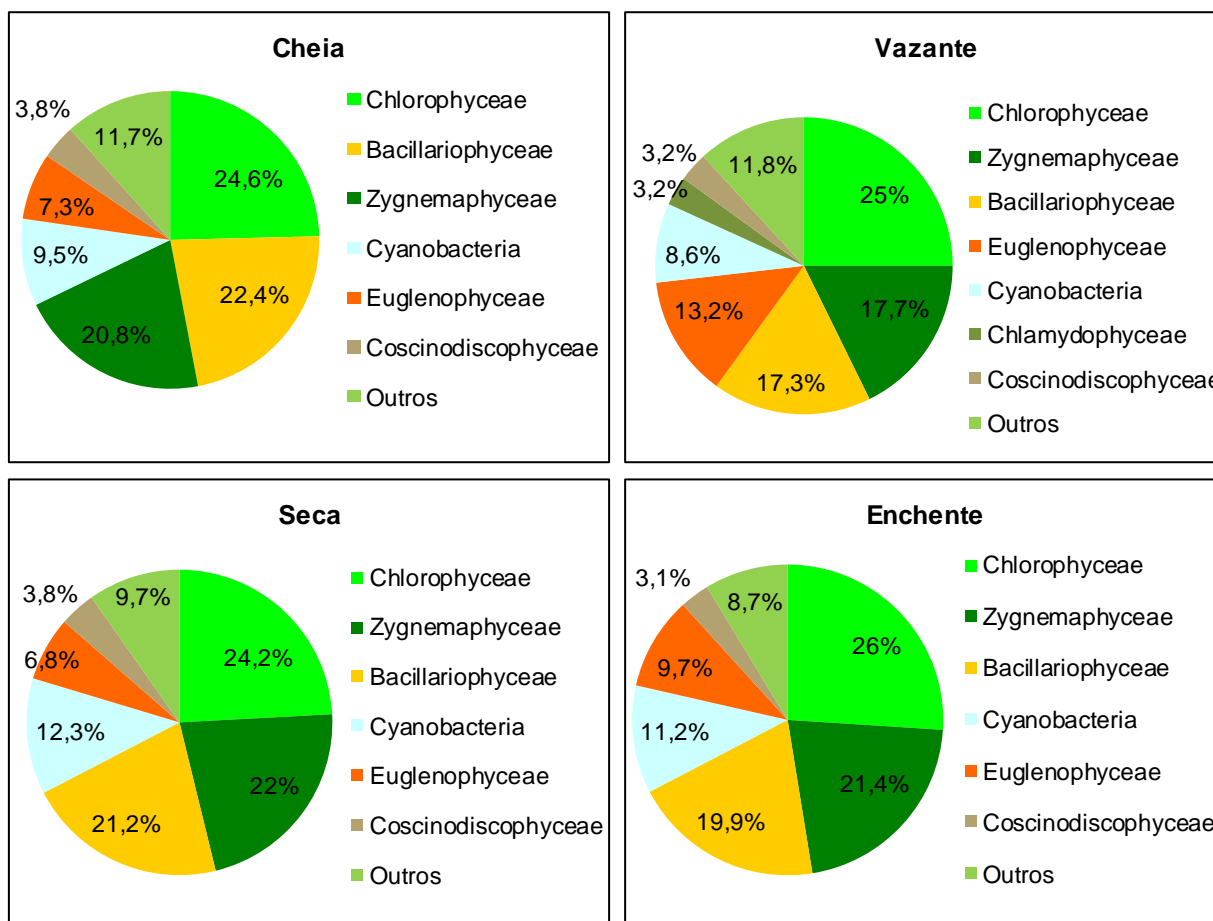 Cheia
24,6%
22,4%
20,8%
9,5%
7,3%
3,8%
11,7%
Chlorophyceae
Bacillariophyceae
Zygnemaphyceae
Cyanobacteria
Euglenophyceae
Coscinodiscophyceae
Outros
Vazante
25%
17,7%
17,3%
13,2%
8,6%
3,2%
3,2%
11,8%
Chlorophyceae
Zygnemaphyceae
Bacillariophyceae
Euglenophyceae
Cyanobacteria
Chlamydophyceae
Coscinodiscophyceae
Outros
Seca
24,2%
22%
21,2%
12,3%
6,8%
3,8%
9,7%
Chlorophyceae
Zygnemaphyceae
Bacillariophyceae
Cyanobacteria
Euglenophyceae
Coscinodiscophyceae
Outros
Enchente
26%
21,4%
19,9%
11,2%
9,7%
3,1%
8,7%
Chlorophyceae
Zygnemaphyceae
Bacillariophyceae
Cyanobacteria
Euglenophyceae
Coscinodiscophyceae
Outros